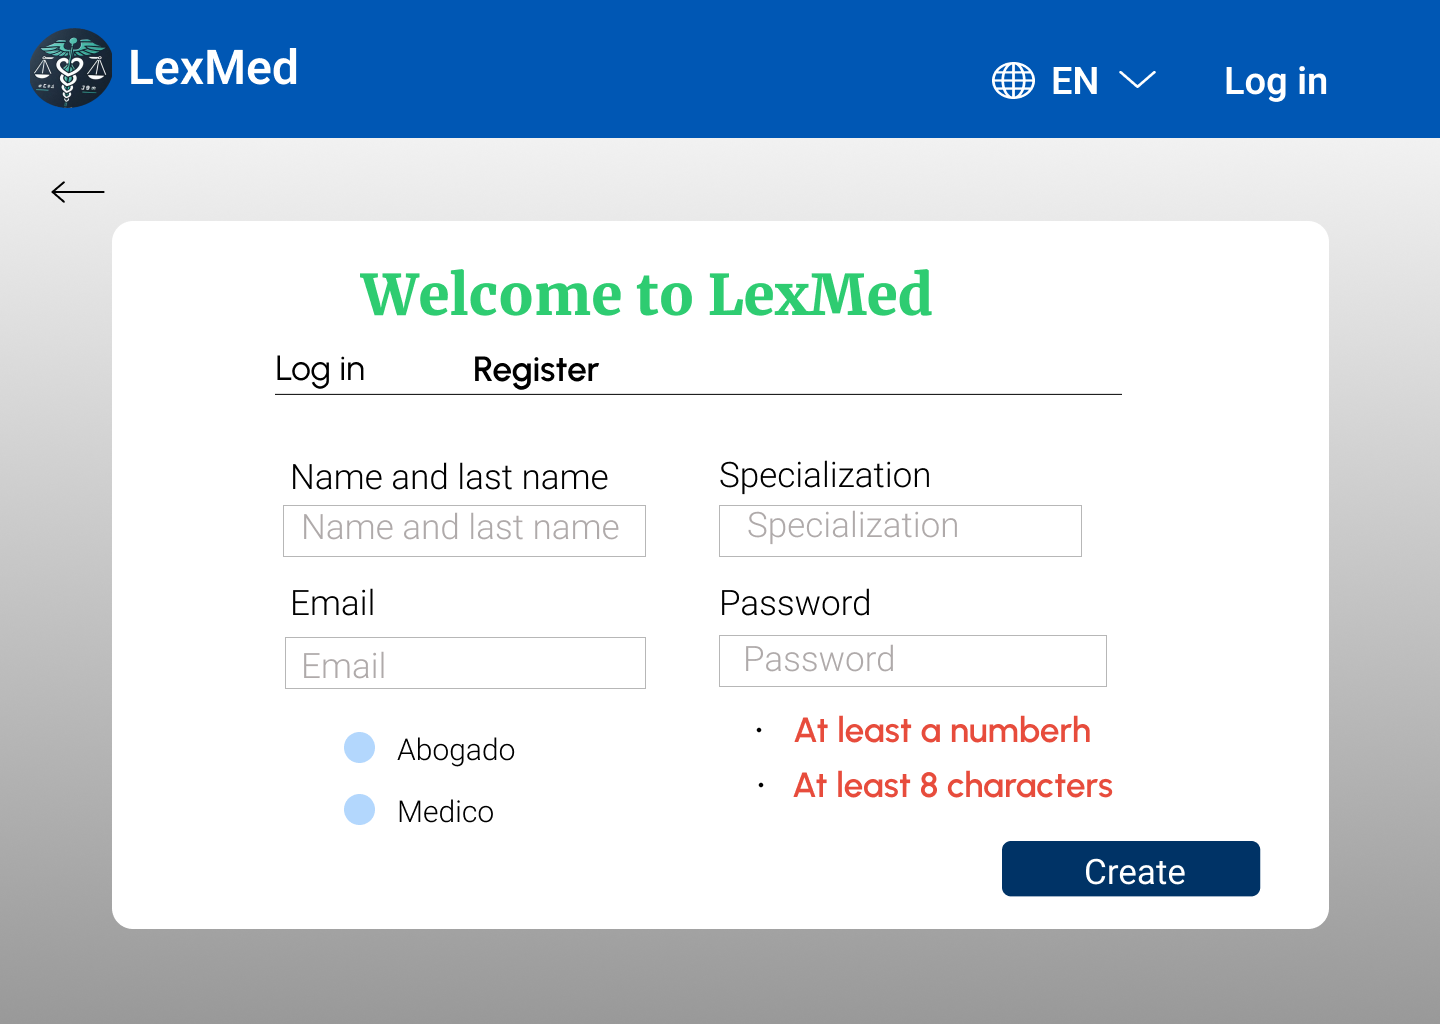 LexMed
EN
Log in
Welcome to LexMed
Log in
Register
Name and last name
Name and last name
Specialization
Specialization
Email
Email
Password
Password
Abogado
Medico
· At least a numberh
· At least 8 characters
Create